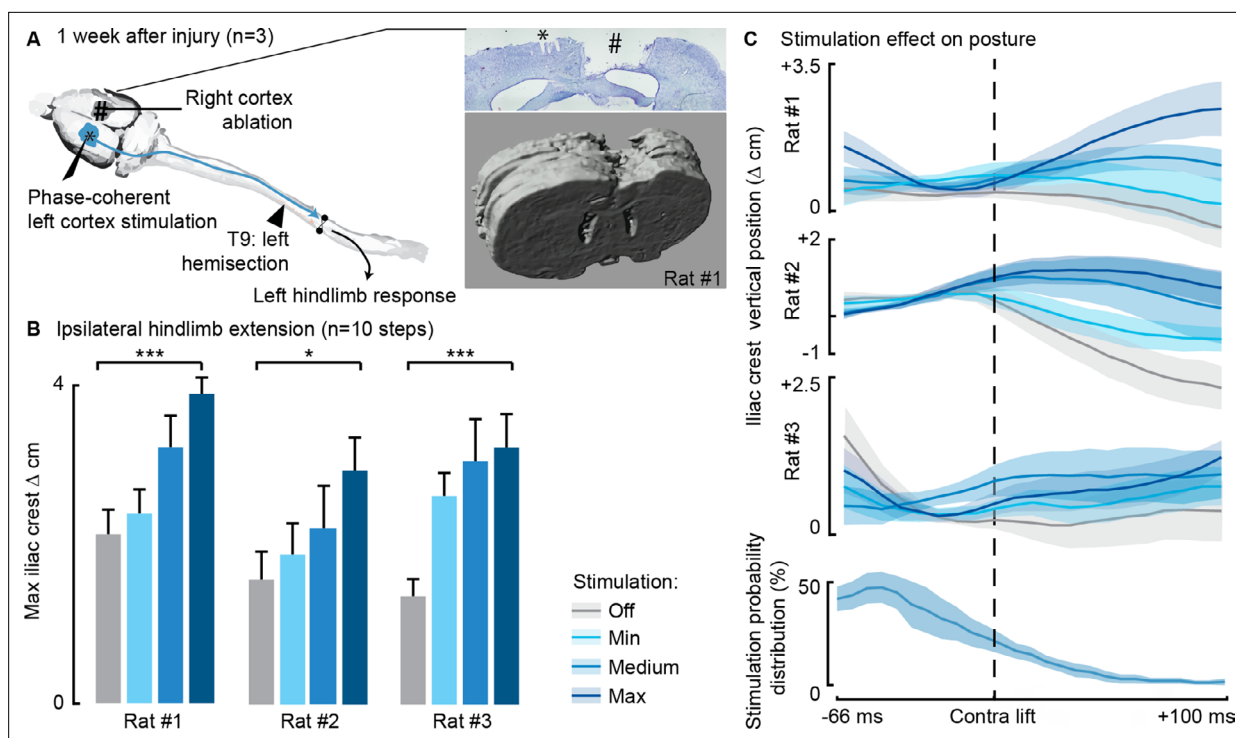 A 1 week after injury (n=3)
*
#
#
Right cortex
ablation
*
Phase-coherent
left cortex stimulation
T9: left
hemisection
Left hindlimb response
Rat #1
B Ipsilateral hindlimb extension (n=10 steps)
*** * ***
4
Max iliac crest Δ cm
0
Rat #1 Rat #2 Rat #3
Stimulation:
Off
Min
Medium
Max
C Stimulation effect on posture
Iliac crest vertical position (Δ cm)
+3.5
Rat #1
0
+2
Rat #2
-1
+2.5
Rat #3
0
Stimulation probability
distribution (%)
50
0
-66 ms Contra lift +100 ms